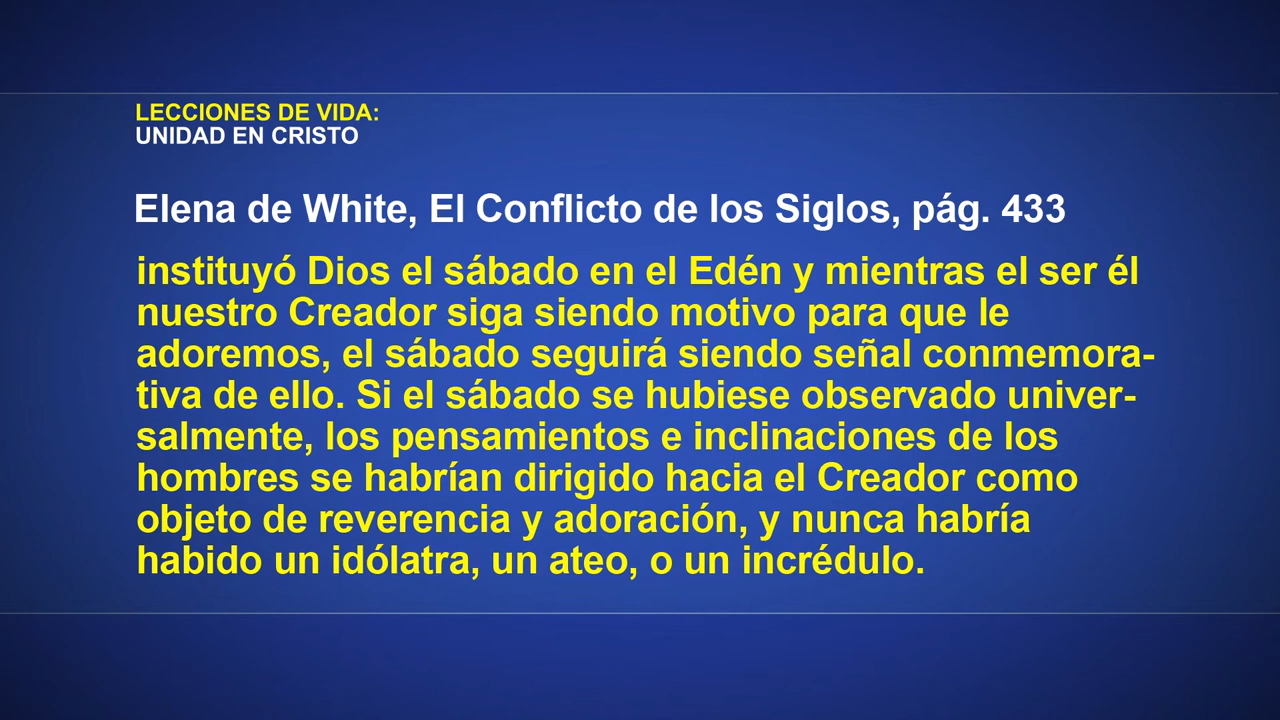 LECCIONES DE VIDA:
UNIDAD EN CRISTO
Elena de White, El Conflicto de los Siglos, pág. 433
instituyó Dios el sábado en el Edén y mientras el ser él
nuestro Creador siga siendo motivo para que le
adoremos, el sábado seguirá siendo señal conmemora-
tiva de ello. Si el sábado se hubiese observado univer-
salmente, los pensamientos e inclinaciones de los
hombres se habrían dirigido hacia el Creador como
objeto de reverencia y adoración, y nunca habría
habido un idólatra, un ateo, o un incrédulo.